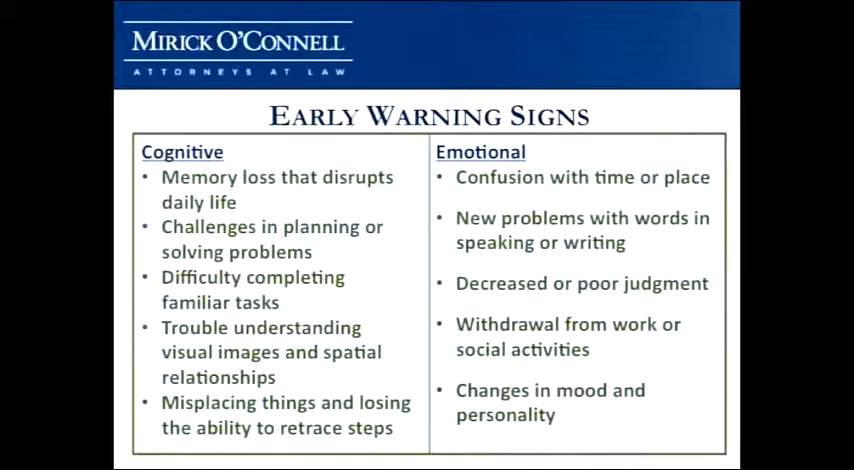 MIRICK O'CONNELL
ATTORNEYS AT LAW
EARLY WARNING SIGNS
Cognitive
• Memory loss that disrupts
daily life
• Challenges in planning or
solving problems
• Difficulty completing
familiar tasks
• Trouble understanding
visual images and spatial
relationships
• Misplacing things and losing
the ability to retrace steps
Emotional
• Confusion with time or place
• New problems with words in
speaking or writing
• Decreased or poor judgment
• Withdrawal from work or
social activities
• Changes in mood and
personality